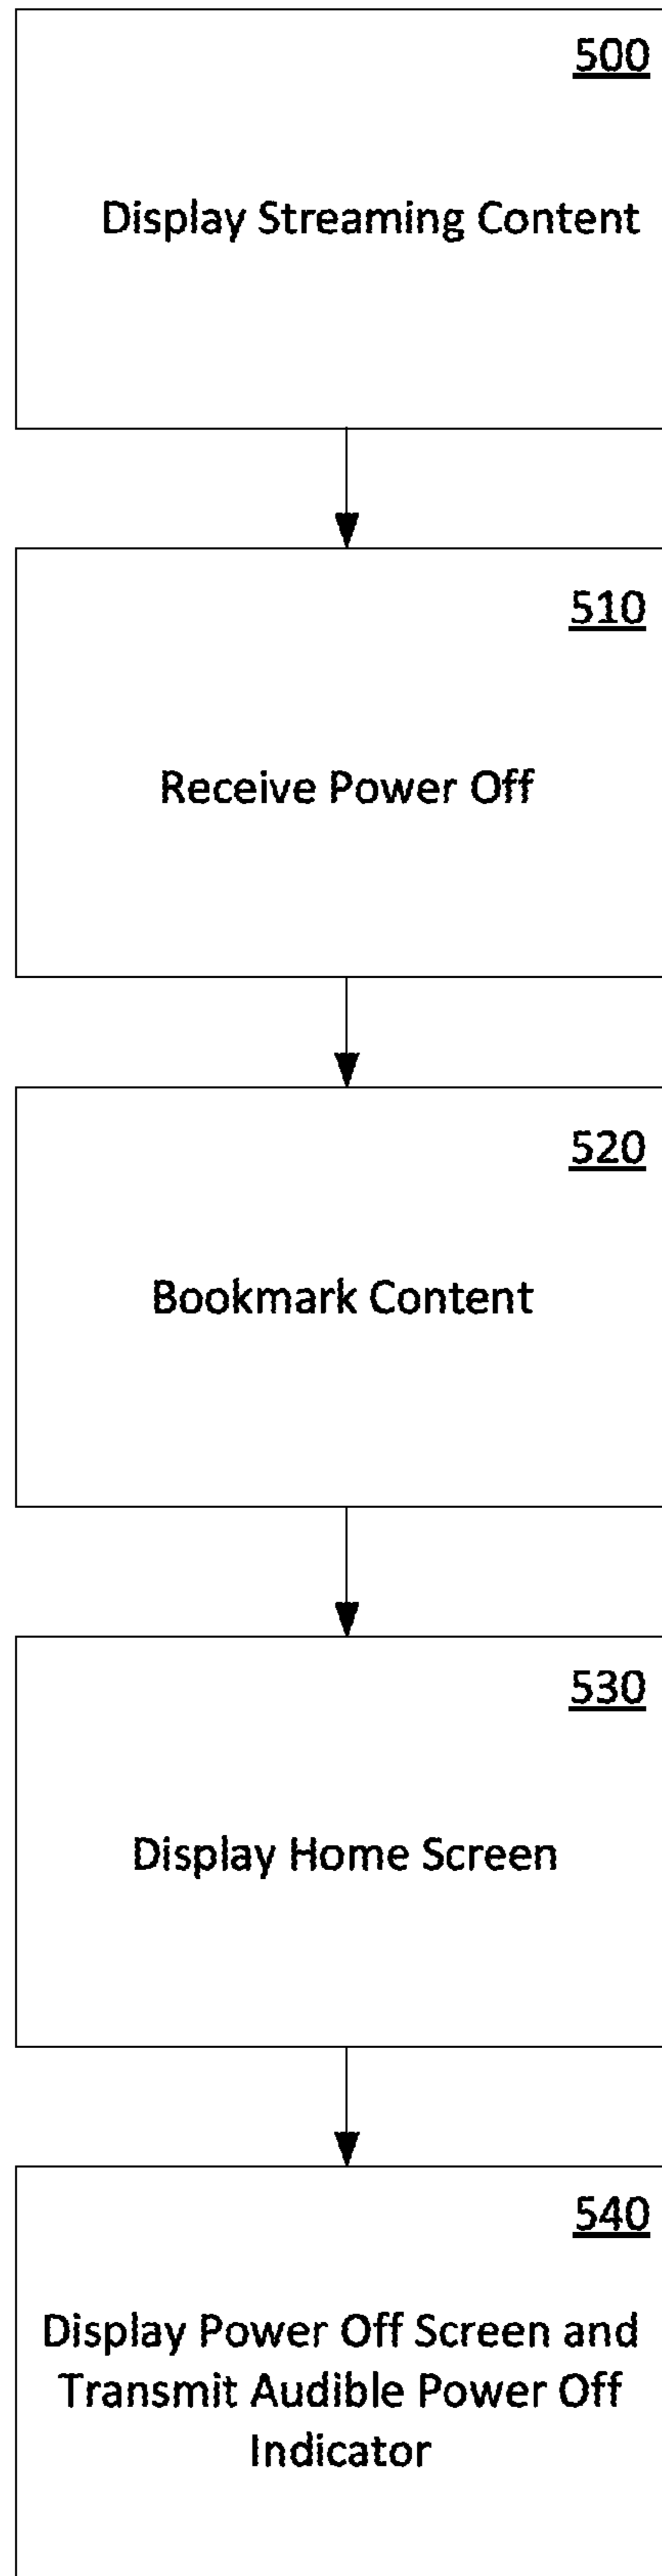 500
Display Streaming Content
510
Receive Power Off
520
Bookmark Content
530
Display Home Screen
540
Display Power Off Screen and
Transmit Audible Power Off
Indicator